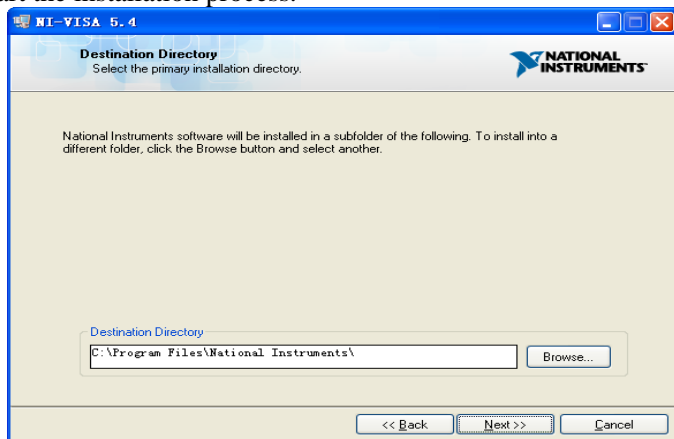 NI-VISA 5.4
Destination Directory
Select the primary installation directory.
NATIONAL
INSTRUMENTS
National Instruments software will be installed in a subfolder of the following. To install into a
different folder, click the Browse button and select another.
Destination Directory
C:\Program Files\National Instruments\
Browse...
<< Back
Next >>
Cancel